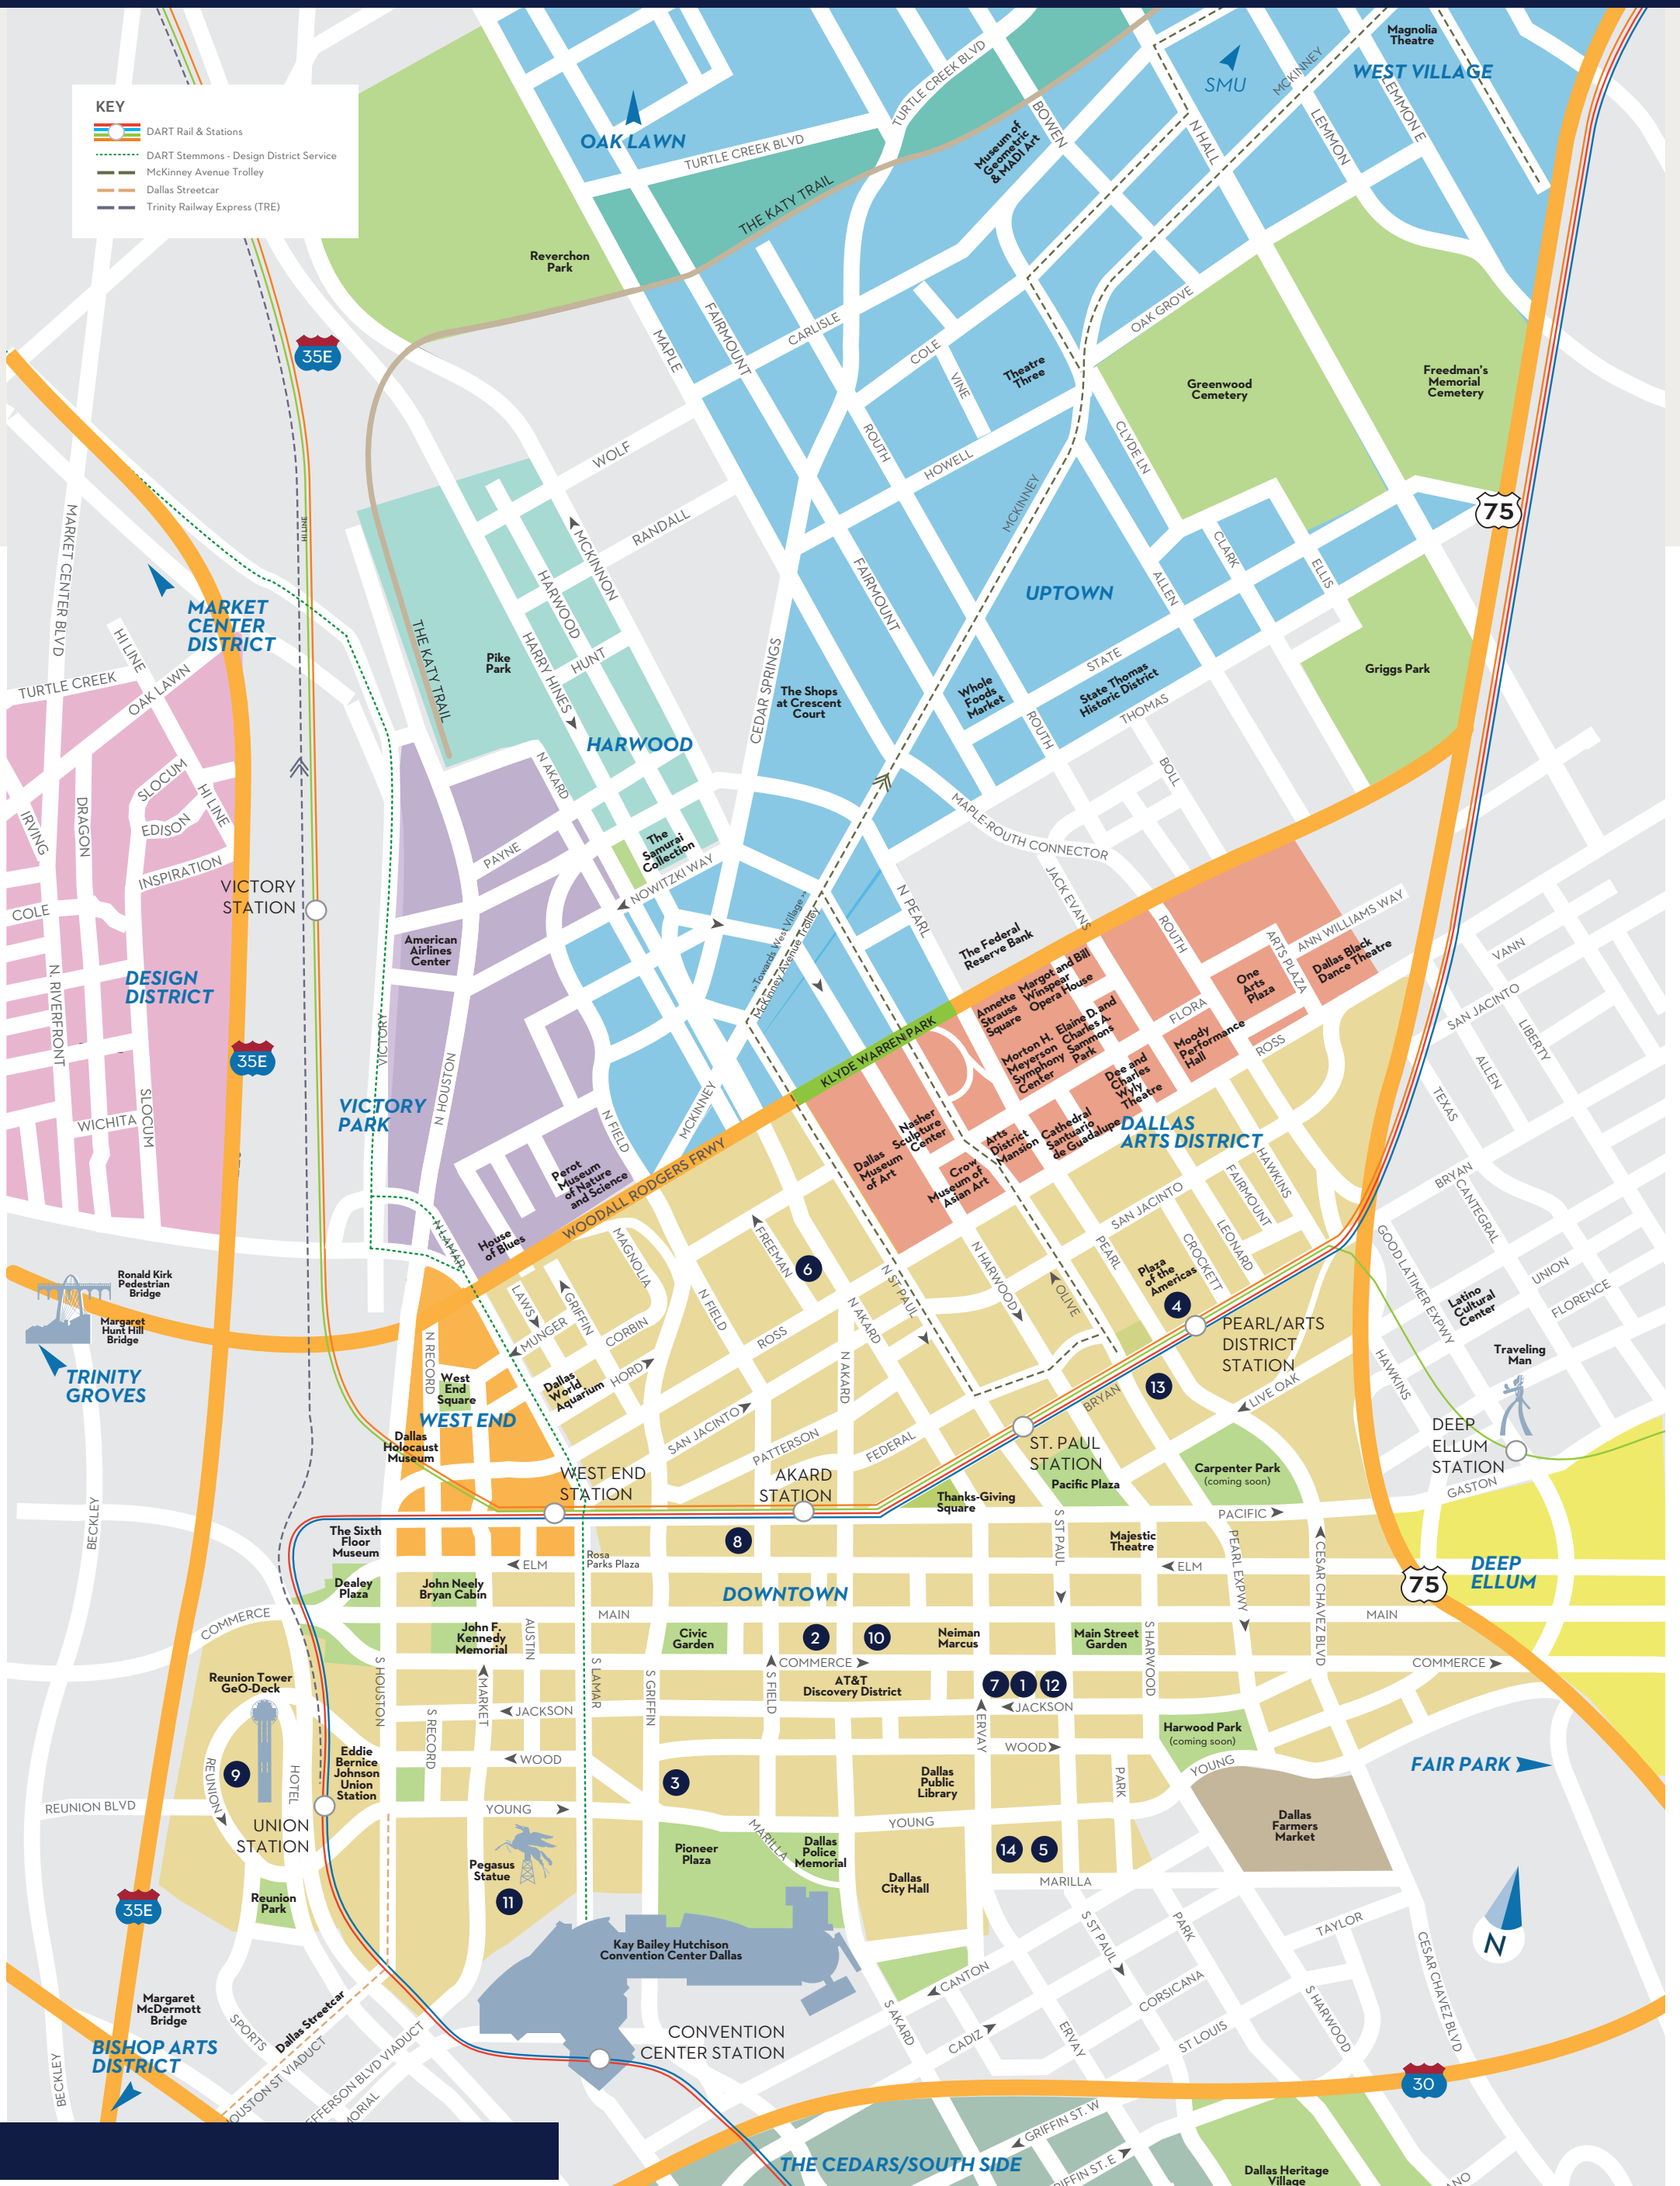 KEY
DART Rail & Stations
DART Stemmons - Design District Service
McKinney Avenue Trolley
Dallas Streetcar
Trinity Railway Express (TRE)
Magnolia
Theatre
WEST VILLAGE
SMU
MCKINNEY
LEMMON E
LEMMON
N HALL
BOWEN
TURTLE CREEK BLVD
OAK LAWN
TURTLE CREEK BLVD
Museum of
Geometric
& MADI Art
THE KATY TRAIL
Reverchon
Park
35E
MAPLE
FAIRMOUNT
CARLISLE
COLE
VINE
OAK GROVE
Theatre
Three
Greenwood
Cemetery
Freedman's
Memorial
Cemetery
WOLF
ROUTH
HOWELL
CLYDE LN
MCKINNEY
75
RANDALL
MCKINNON
HARWOOD
HUNT
HARRY HINES
FAIRMOUNT
UPTOWN
ALLEN
CLARK
ELLIS
MARKET CENTER BLVD
HI LINE
MARKET
CENTER
DISTRICT
HI LINE
TURTLE CREEK
OAK LAWN
THE KATY TRAIL
Pike
Park
CEDAR SPRINGS
The Shops
at Crescent
Court
Whole
Foods
Market
STATE
State Thomas
Historic District
THOMAS
ROUTH
BOLL
Griggs Park
HARWOOD
N AKARD
SLOCUM
DRAGON
IRVING
EDISON
HI LINE
INSPIRATION
COLE
PAYNE
The
Samurai
Collection
NOWITZKI WAY
MAPLE-ROUTH CONNECTOR
VICTORY
STATION
American
Airlines
Center
>>Towards West Village>>
McKinney Avenue Trolley
N PEARL
JACK EVANS
The Federal
Reserve Bank
ROUTH
ARTS PLAZA
ANN WILLIAMS WAY
Dallas Black
Dance Theatre
VANN
DESIGN
DISTRICT
N. RIVERFRONT
35E
VICTORY
N HOUSTON
KLYDE WARREN PARK
Annette
Strauss
Square
Margot and Bill
Winspear
Opera House
Morton H.
Meyerson
Symphony
Center
Elaine D. and
Charles A.
Sammons
Park
FLORA
One
Arts
Plaza
Moody
Performance
Hall
ROSS
SAN JACINTO
LIBERTY
ALLEN
TEXAS
WICHITA
SLOCUM
VICTORY
PARK
N FIELD
MCKINNEY
Perot
Museum
of Nature
and Science
WOODALL RODGERS FRWY
Dallas
Museum
of Art
Nasher
Sculpture
Center
Crow
Museum of
Asian Art
Arts
District
Mansion
Cathedral
Santuario
de Guadalupe
Dee and
Charles
Wyly
Theatre
DALLAS
ARTS DISTRICT
HAWKINS
FAIRMOUNT
SAN JACINTO
LEONARD
CROCKETT
PEARL
BRYAN
CANTEGRAL
GOOD LATIMER EXPWY
UNION
FLORENCE
Latino
Cultural
Center
House
of Blues
N LAMAR
MAGNOLIA
FREEMAN
6
N HARWOOD
OLIVE
N ST PAUL
Plaza
of the
Americas
4
PEARL/ARTS
DISTRICT
STATION
Ronald Kirk
Pedestrian
Bridge
Margaret
Hunt Hill
Bridge
TRINITY
GROVES
LAWS
GRIFFIN
MUNGER
CORBIN
N FIELD
ROSS
N AKARD
N AKARD
N RECORD
West
End
Square
WEST END
Dallas
World
Aquarium
HORD
13
BRYAN
LIVE OAK
HAWKINS
Traveling
Man
DEEP
ELLUM
STATION
GASTON
Dallas
Holocaust
Museum
SAN JACINTO
PATTERSON
FEDERAL
ST. PAUL
STATION
Pacific Plaza
Carpenter Park
(coming soon)
WEST END
STATION
AKARD
STATION
Thanks-Giving
Square
PACIFIC
BECKLEY
The Sixth
Floor
Museum
ELM
Rosa
Parks Plaza
8
S ST PAUL
Majestic
Theatre
ELM
PEARL EXPWY
CESAR CHAVEZ BLVD
75
DEEP
ELLUM
Dealey
Plaza
John Neely
Bryan Cabin
DOWNTOWN
COMMERCE
John F.
Kennedy
Memorial
AUSTIN
MAIN
Civic
Garden
2
10
Neiman
Marcus
Main Street
Garden
S HARWOOD
MAIN
COMMERCE
COMMERCE
Reunion Tower
GeO-Deck
S HOUSTON
MARKET
S LAMAR
S GRIFFIN
S FIELD
AT&T
Discovery District
7
1
12
JACKSON
JACKSON
S RECORD
ERVAY
Harwood Park
(coming soon)
9
REUNION
HOTEL
Eddie
Bernice
Johnson
Union
Station
WOOD
WOOD
3
Dallas
Public
Library
PARK
YOUNG
FAIR PARK
REUNION BLVD
UNION
STATION
YOUNG
YOUNG
Dallas
Farmers
Market
Pegasus
Statue
11
Pioneer
Plaza
MARILLA
Dallas
Police
Memorial
14
5
Dallas
City Hall
MARILLA
35E
Reunion
Park
Kay Bailey Hutchison
Convention Center Dallas
S ST PAUL
PARK
TAYLOR
N
CESAR CHAVEZ BLVD
CANTON
CORSICANA
S HARWOOD
Margaret
McDermott
Bridge
SPORTS
Dallas Streetcar
BISHOP ARTS
DISTRICT
HOUSTON ST VIADUCT
JEFFERSON BLVD VIADUCT
BECKLEY
CONVENTION
CENTER STATION
S AKARD
CADIZ
ERVAY
ST LOUIS
30
GRIFFIN ST. W
GRIFFIN ST. E
THE CEDARS/SOUTH SIDE
Dallas Heritage
Village